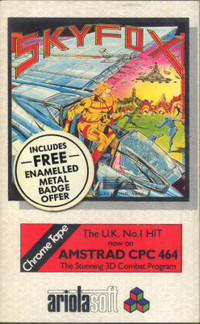 SKYFOX
INCLUDES
-FREE-
ENAMELLED
METAL
BADGE
OFFER
Chrome Tape
The U.K. No.1 HIT
now on
AMSTRAD CPC 464
The Stunning 3D Combat Program
ariolasoft